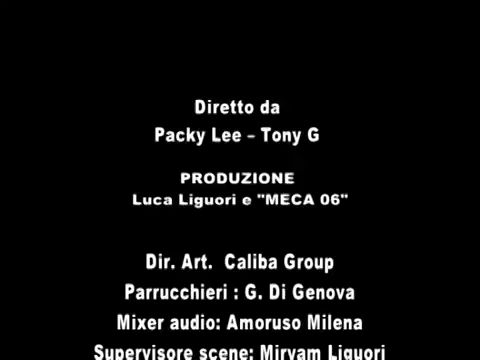 Diretto da
Packy Lee – Tony G
PRODUZIONE
Luca Liguori e "MECA 06"
Dir. Art.  Caliba Group
Parrucchieri : G. Di Genova
Mixer audio: Amoruso Milena
Supervisore scene: Miryam Liguori